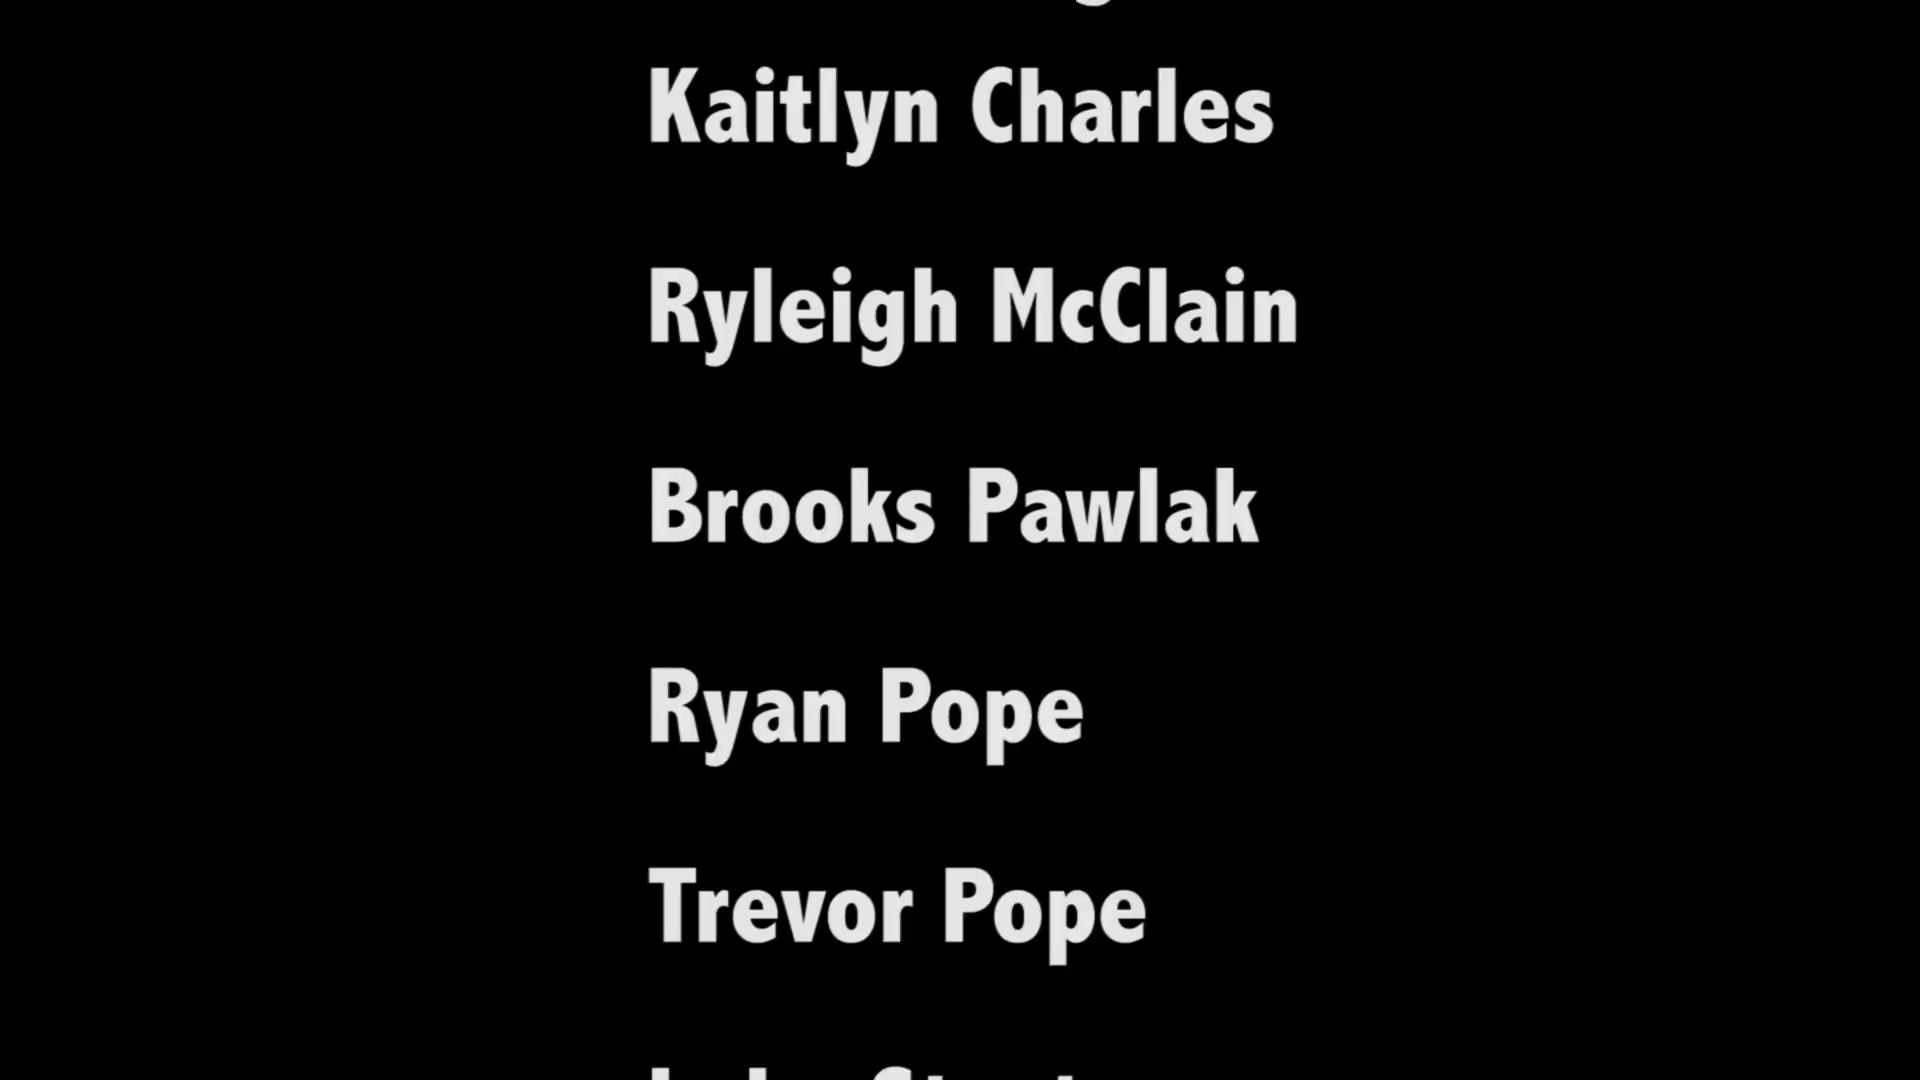 Kaitlyn Charles
Ryleigh McClain
Brooks Pawlak
Ryan Pope
Trevor Pope